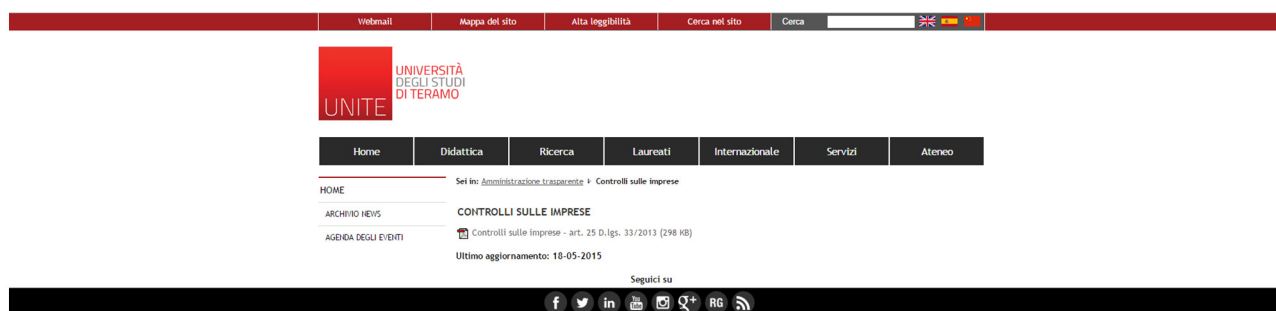 Webmail Mappa del sito Alta leggibilità Cerca nel sito Cerca
UNITE
UNIVERSITÀ
DEGLI STUDI
DI TERAMO
Home Didattica Ricerca Laureati Internazionale Servizi Ateneo
HOME
ARCHIVIO NEWS
AGENDA DEGLI EVENTI
Sei in: Amministrazione trasparente Controlli sulle imprese
CONTROLLI SULLE IMPRESE
Controlli sulle imprese - art. 25 D.lgs. 33/2013 (298 KB)
Ultimo aggiornamento: 18-05-2015
Seguici su
f in You Tube g+ RG